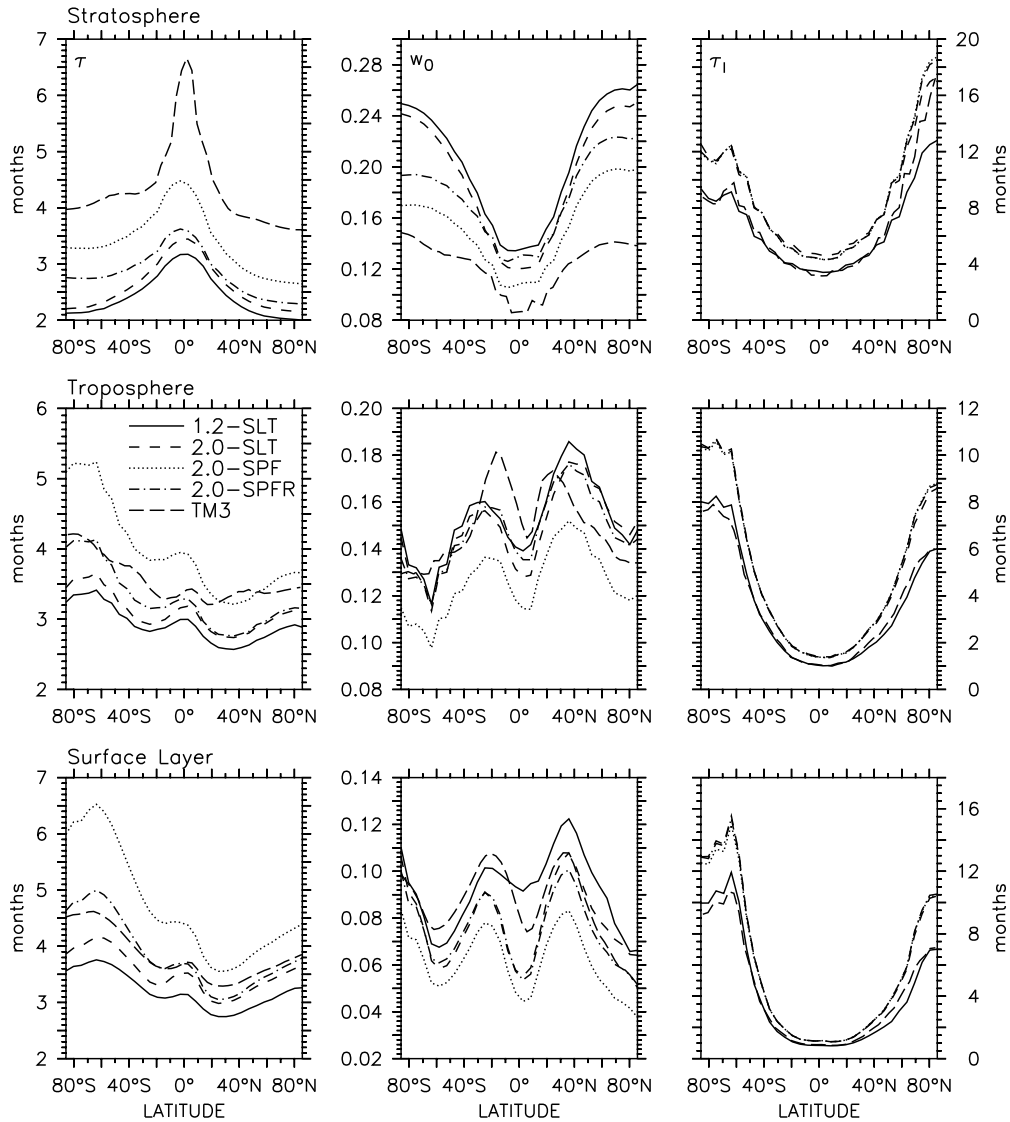 Stratosphere
τ
w0
τI
months
7
6
5
4
3
2
0.28
0.24
0.20
0.16
0.12
0.08
20
16
12
8
4
0
months
80°S 40°S 0° 40°N 80°N
80°S 40°S 0° 40°N 80°N
80°S 40°S 0° 40°N 80°N
Troposphere
1.2-SLT
2.0-SLT
2.0-SPF
2.0-SPFR
TM3
months
6
5
4
3
2
0.20
0.18
0.16
0.14
0.12
0.10
0.08
12
10
8
6
4
2
0
months
80°S 40°S 0° 40°N 80°N
80°S 40°S 0° 40°N 80°N
80°S 40°S 0° 40°N 80°N
Surface Layer
months
7
6
5
4
3
2
0.14
0.12
0.10
0.08
0.06
0.04
0.02
16
12
8
4
0
months
80°S 40°S 0° 40°N 80°N
80°S 40°S 0° 40°N 80°N
80°S 40°S 0° 40°N 80°N
LATITUDE
LATITUDE
LATITUDE